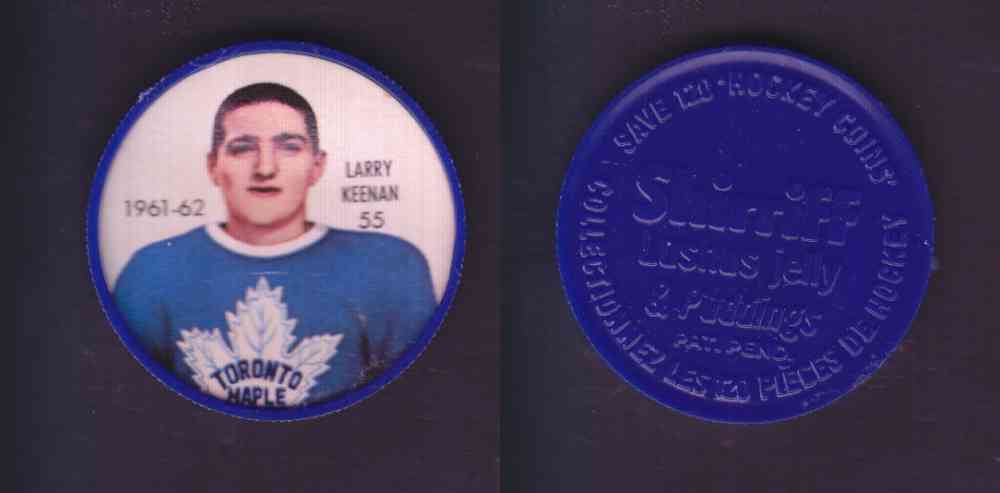 1961-62
LARRY
KEENAN
55
TORONTO
MAPLE
SAVE 120 · HOCKEY COINS'
Shirriff
Lushus Jelly
& Puddings
PAT. PEND.
COLLECTIONNEZ LES 120 PIÈCES DE HOCKEY